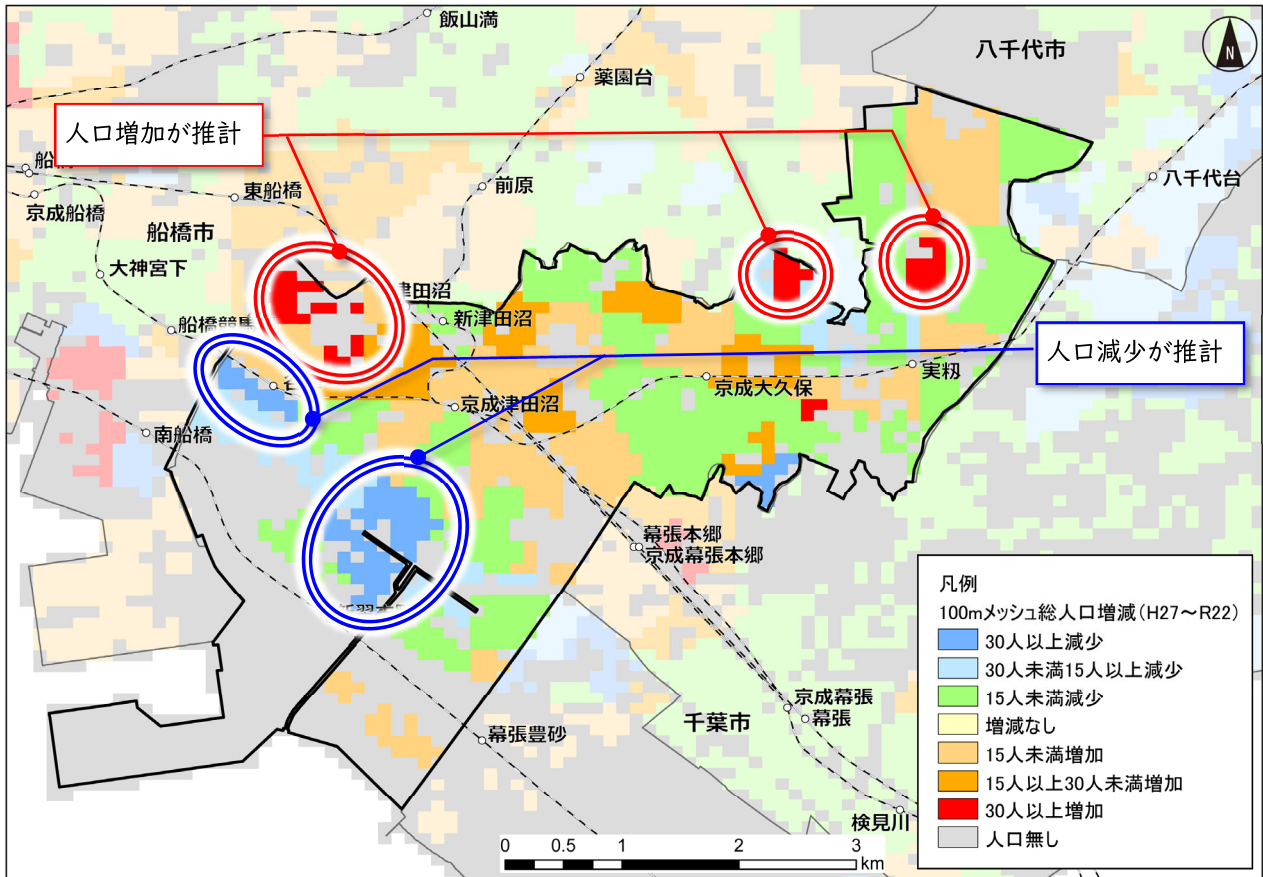 飯山満
八千代市
N
薬園台
人口増加が推計
船
東船橋
前原
八千代台
京成船橋
船橋市
大神宮下
津田沼
新津田沼
船橋競馬
人口減少が推計
実籾
京成大久保
京成津田沼
南船橋
幕張本郷
京成幕張本郷
京成幕張
幕張
千葉市
幕張豊砂
検見川
凡例
100mメッシュ総人口増減(H27~R22)
30人以上減少
30人未満15人以上減少
15人未満減少
増減なし
15人未満増加
15人以上30人未満増加
30人以上増加
人口無し
0 0.5 1 2 3
km